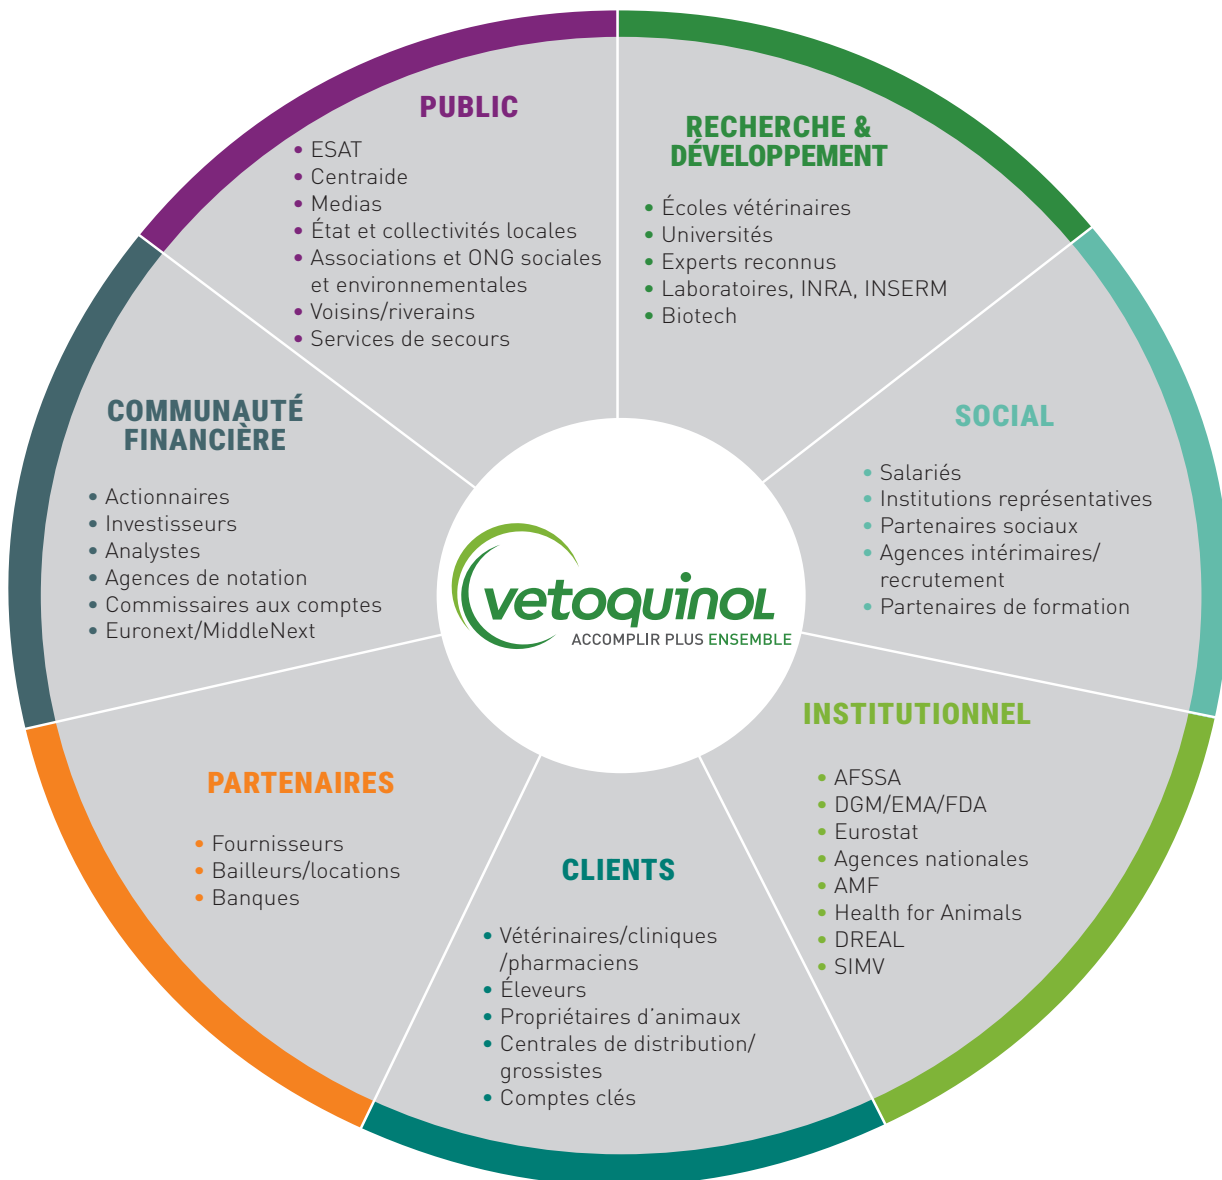 PUBLIC
• ESAT
• Centraide
• Medias
• État et collectivités locales
• Associations et ONG sociales
et environnementales
• Voisins/riverains
• Services de secours
RECHERCHE &
DÉVELOPPEMENT
• Écoles vétérinaires
• Universités
• Experts reconnus
• Laboratoires, INRA, INSERM
• Biotech
SOCIAL
• Salariés
• Institutions représentatives
• Partenaires sociaux
• Agences intérimaires/
recrutement
• Partenaires de formation
INSTITUTIONNEL
• AFSSA
• DGM/EMA/FDA
• Eurostat
• Agences nationales
• AMF
• Health for Animals
• DREAL
• SIMV
CLIENTS
• Vétérinaires/cliniques
/pharmaciens
• Éleveurs
• Propriétaires d'animaux
• Centrales de distribution/
grossistes
• Comptes clés
PARTENAIRES
• Fournisseurs
• Bailleurs/locations
• Banques
COMMUNAUTÉ
FINANCIÈRE
• Actionnaires
• Investisseurs
• Analystes
• Agences de notation
• Commissaires aux comptes
• Euronext/MiddleNext
vetoquinol
ACCOMPLIR PLUS ENSEMBLE